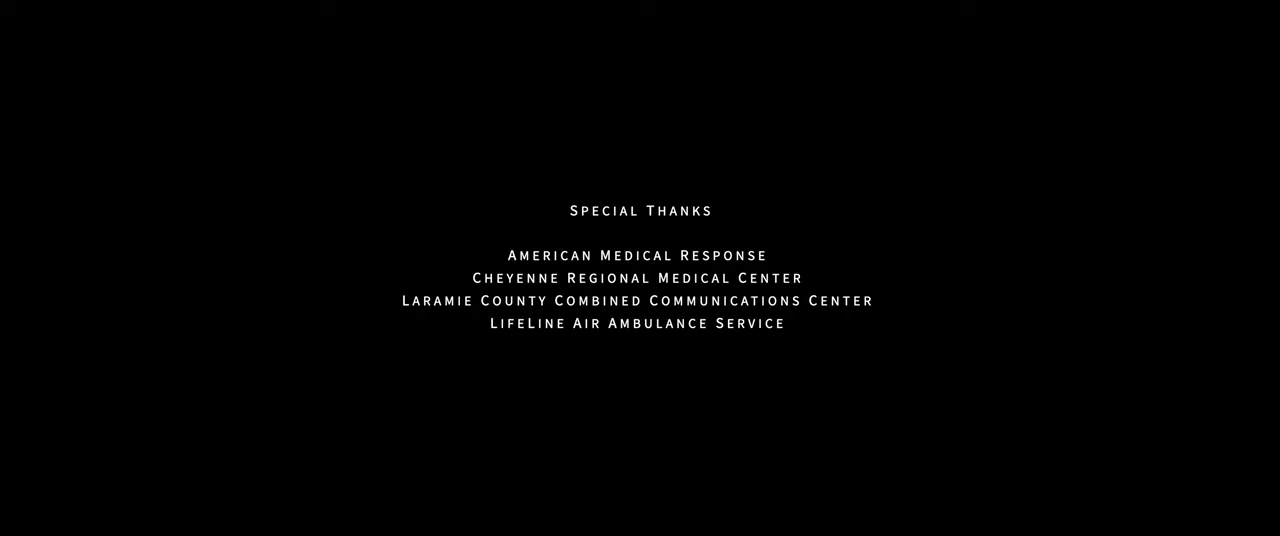 Special Thanks
American Medical Response
Cheyenne Regional Medical Center
Laramie County Combined Communications Center
LifeLine Air Ambulance Service